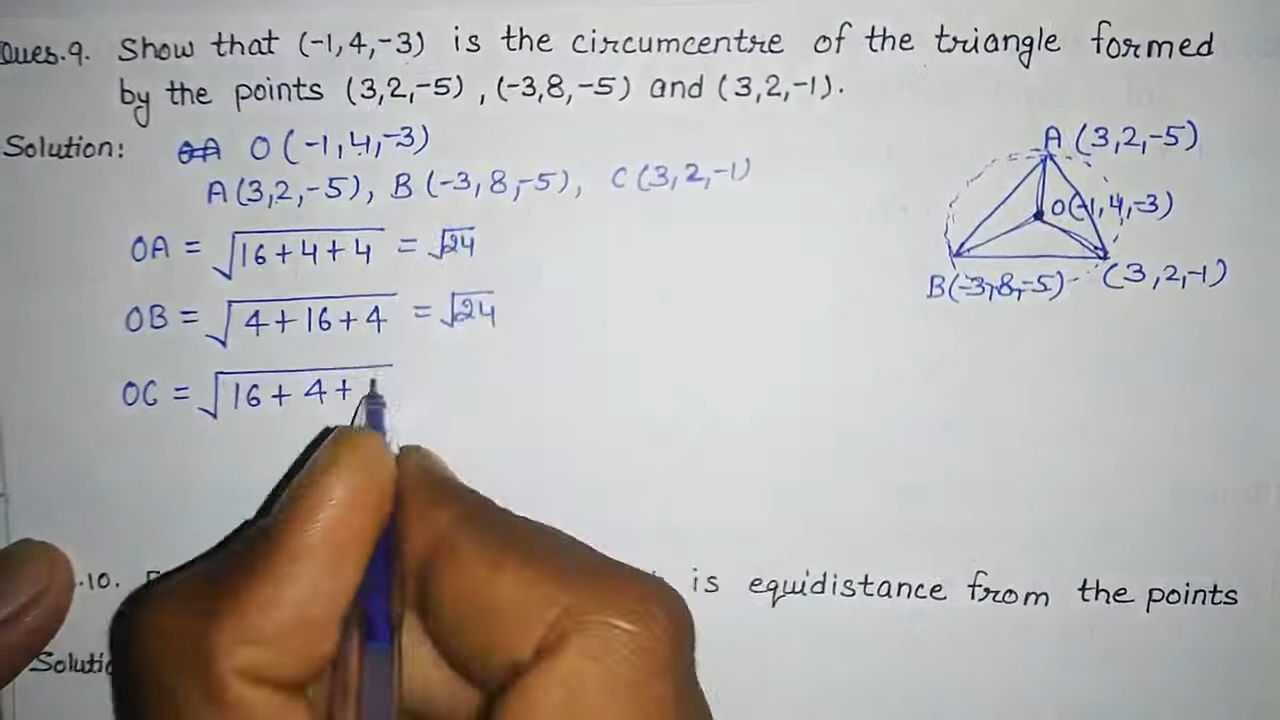 Ques.9. Show that (-1,4,-3) is the circumcentre of the triangle formed
by the points (3,2,-5), (-3,8,-5) and (3,2,-1).
Solution: OA O(-1,4,-3)
A(3,2,-5), B(-3,8,-5), C(3,2,-1)
OA = √16+4+4 = √24
OB = √4+16+4 = √24
OC = √16+4+
A(3,2,-5)
O(-1,4,-3)
B(-3,8,-5)
(3,2,-1)
.10. is equidistance from the points
Soluti